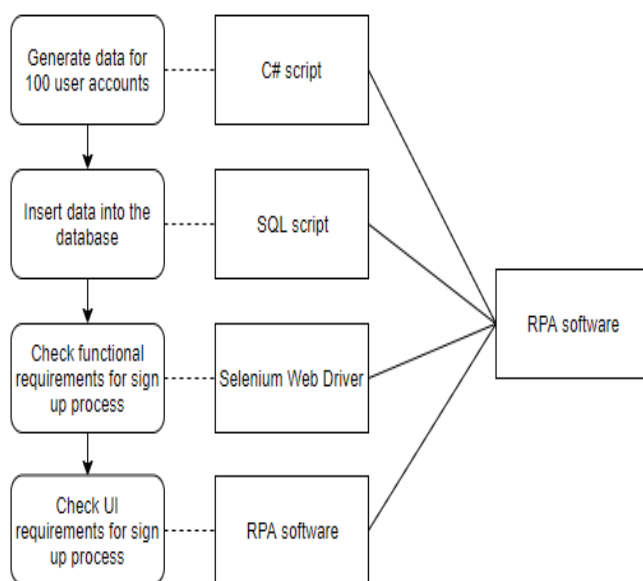 Generate data for
100 user accounts
C# script
Insert data into the
database
SQL script
RPA software
Check functional
requirements for sign
up process
Selenium Web Driver
Check UI
requirements for sign
up process
RPA software